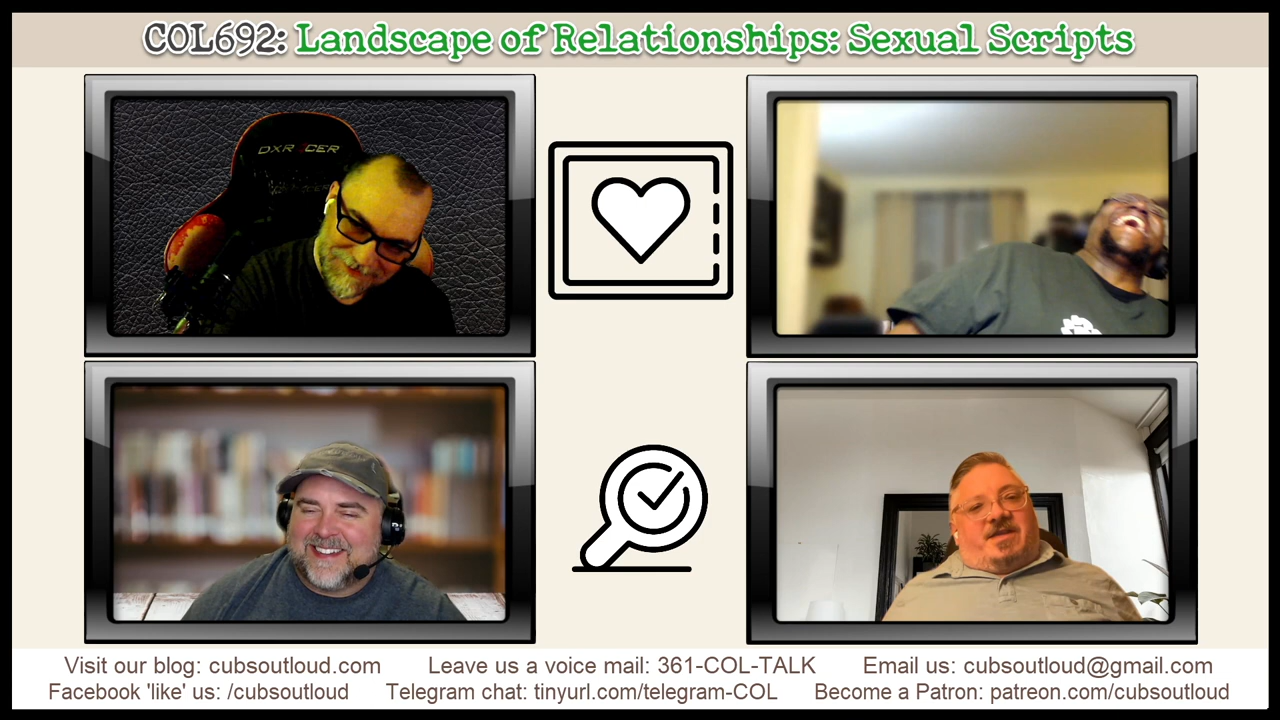 COL692: Landscape of Relationships: Sexual Scripts
DXRACER
Visit our blog: cubsoutloud.com Leave us a voice mail: 361-COL-TALK Email us: cubsoutloud@gmail.com
Facebook 'like' us: /cubsoutloud Telegram chat: tinyurl.com/telegram-COL Become a Patron: patreon.com/cubsoutloud